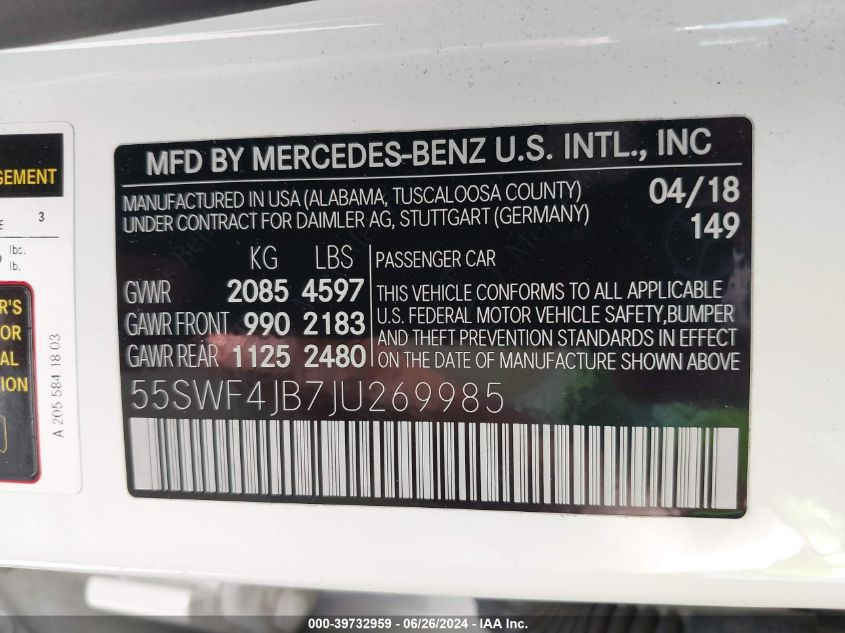 GEMENT
E 3
lbs.
lb.
R'S
OR
AL
TION
A 205 584 18 03
MFD BY MERCEDES-BENZ U.S. INTL., INC
MANUFACTURED IN USA (ALABAMA, TUSCALOOSA COUNTY) 04/18
UNDER CONTRACT FOR DAIMLER AG, STUTTGART (GERMANY) 149
KG LBS PASSENGER CAR
GVWR 2085 4597 THIS VEHICLE CONFORMS TO ALL APPLICABLE
GAWR FRONT 990 2183 U.S. FEDERAL MOTOR VEHICLE SAFETY,BUMPER
AND THEFT PREVENTION STANDARDS IN EFFECT
GAWR REAR 1125 2480 ON THE DATE OF MANUFACTURE SHOWN ABOVE
55SWF4JB7JU269985
000-39732959 / 06/26/2024 - IAA Inc.